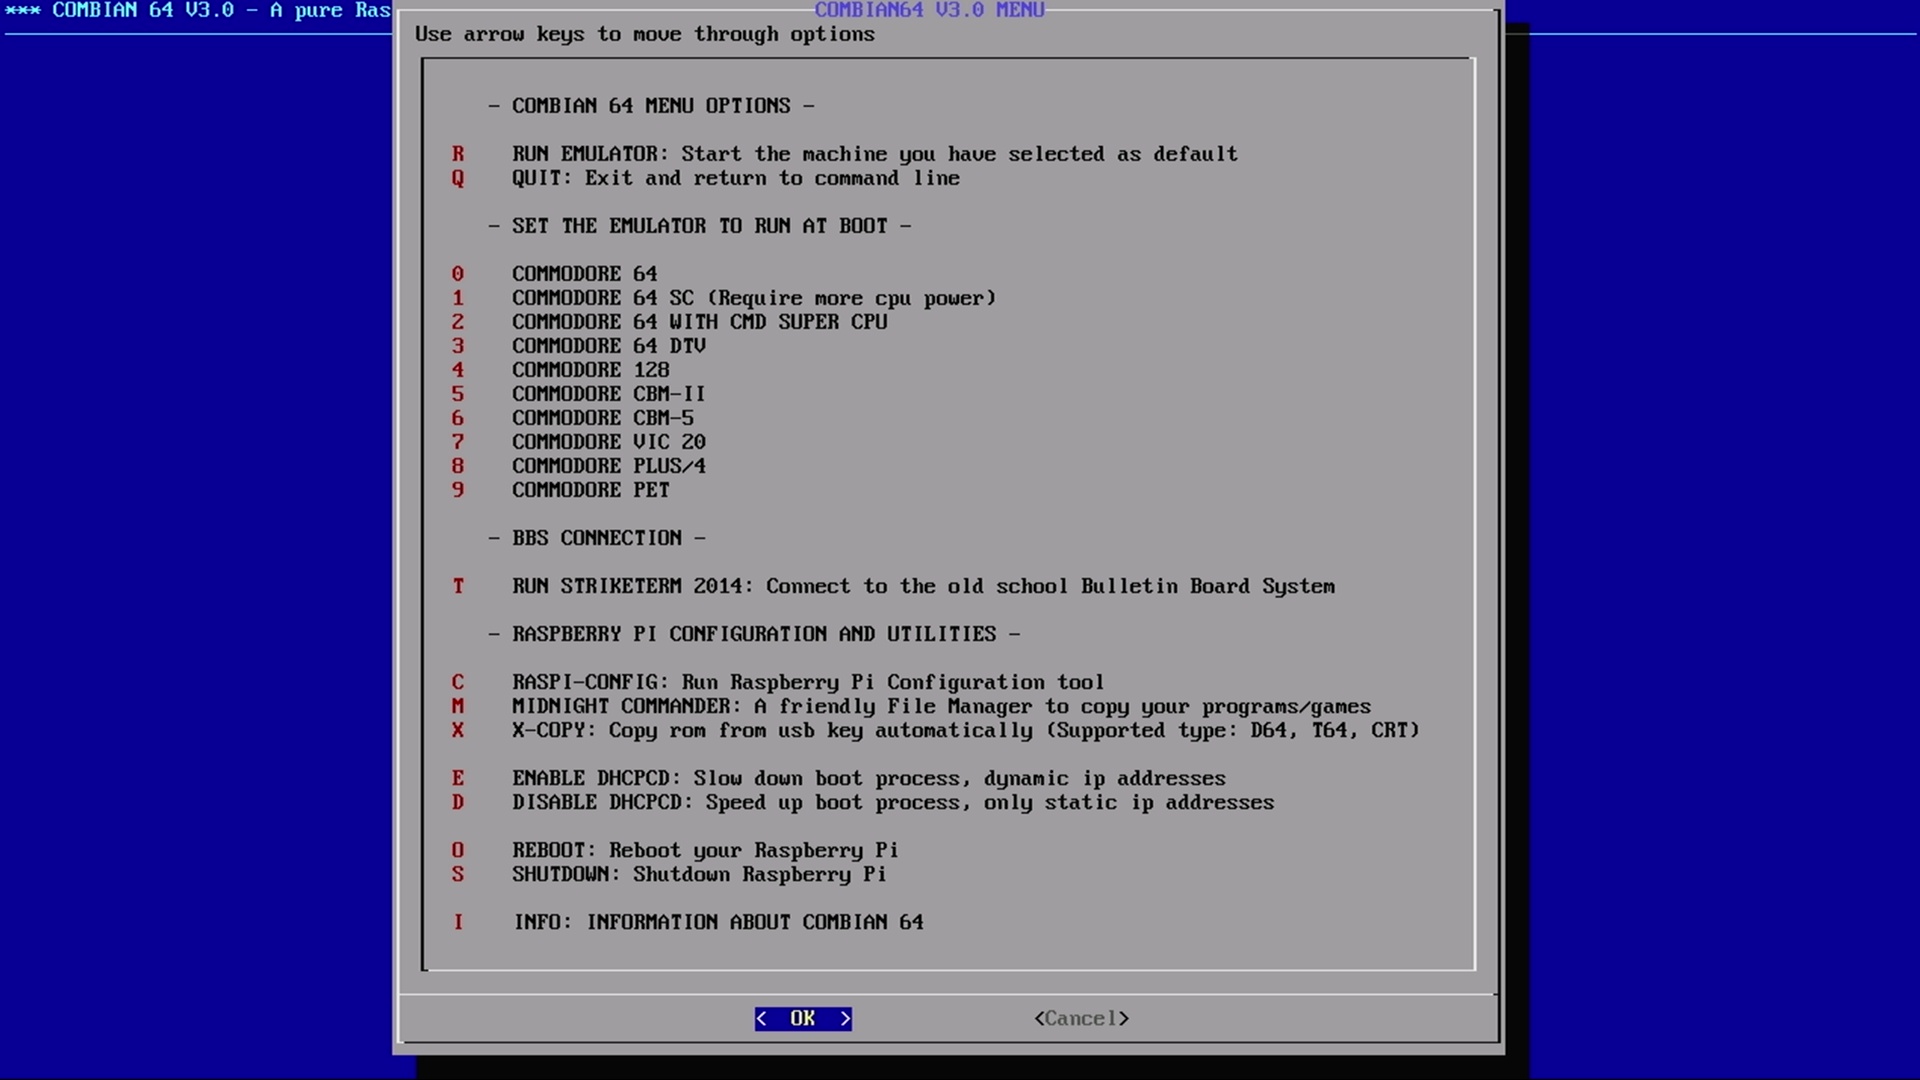 *** COMBIAN 64 V3.0 - A pure Ras
COMBIAN64 V3.0 MENU
Use arrow keys to move through options
- COMBIAN 64 MENU OPTIONS -
R RUN EMULATOR: Start the machine you have selected as default
Q QUIT: Exit and return to command line
- SET THE EMULATOR TO RUN AT BOOT -
0 COMMODORE 64
1 COMMODORE 64 SC (Require more cpu power)
2 COMMODORE 64 WITH CMD SUPER CPU
3 COMMODORE 64 DTV
4 COMMODORE 128
5 COMMODORE CBM-II
6 COMMODORE CBM-5
7 COMMODORE VIC 20
8 COMMODORE PLUS/4
9 COMMODORE PET
- BBS CONNECTION -
T RUN STRIKETERM 2014: Connect to the old school Bulletin Board System
- RASPBERRY PI CONFIGURATION AND UTILITIES -
C RASPI-CONFIG: Run Raspberry Pi Configuration tool
M MIDNIGHT COMMANDER: A friendly File Manager to copy your programs/games
X X-COPY: Copy rom from usb key automatically (Supported type: D64, T64, CRT)
E ENABLE DHCPCD: Slow down boot process, dynamic ip addresses
D DISABLE DHCPCD: Speed up boot process, only static ip addresses
O REBOOT: Reboot your Raspberry Pi
S SHUTDOWN: Shutdown Raspberry Pi
I INFO: INFORMATION ABOUT COMBIAN 64
< OK > <Cancel>